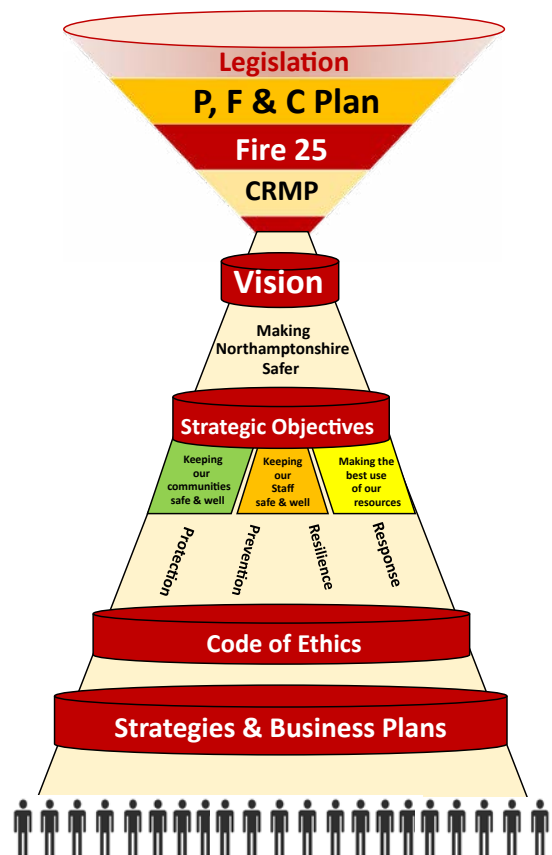 Legislation
P, F & C Plan
Fire 25
CRMP
Vision
Making
Northamptonshire
Safer
Strategic Objectives
Keeping
our
communities
safe & well
Keeping
our
Staff
safe & well
Making the
best use
of our
resources
Protection
Prevention
Resilience
Response
Code of Ethics
Strategies & Business Plans